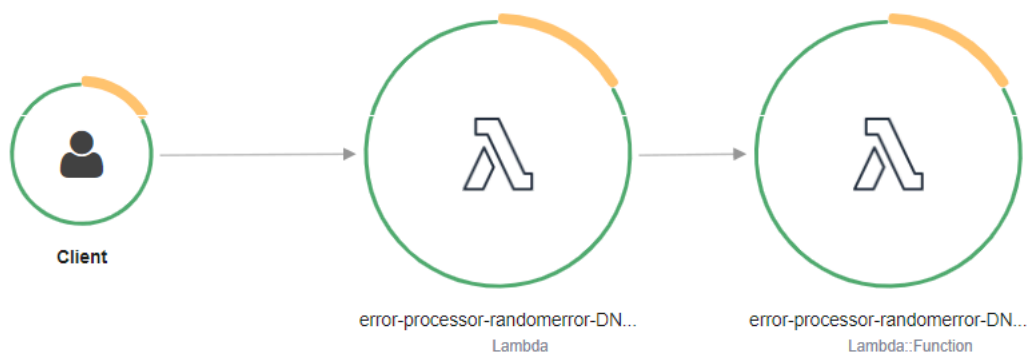 Client
error-processor-randomerror-DN...
Lambda
error-processor-randomerror-DN...
Lambda::Function